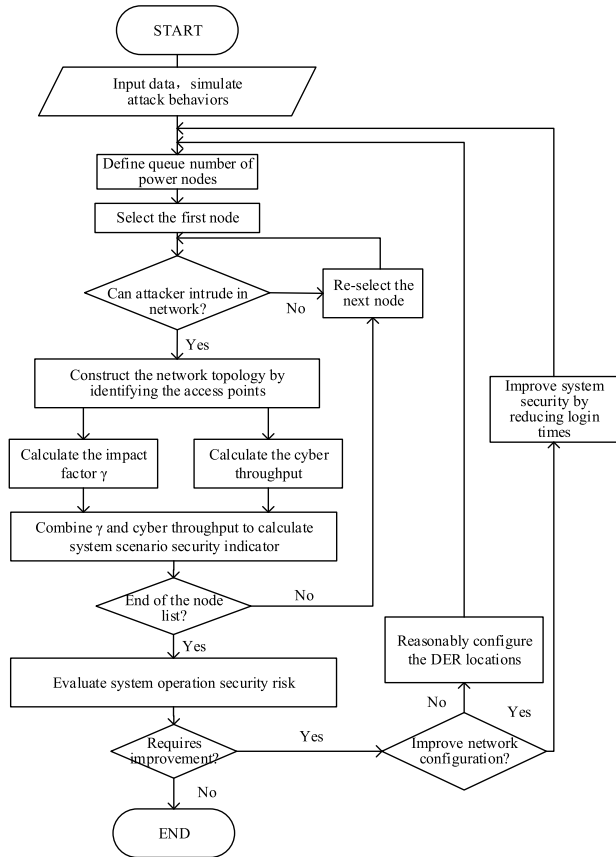 START
Input data，simulate
attack behaviors
Define queue number of
power nodes
Select the first node
Can attacker intrude in
network?
No
Re-select the
next node
Yes
Construct the network topology by
identifying the access points
Improve system
security by
reducing login
times
Calculate the impact
factor γ
Calculate the cyber
throughput
Combine γ and cyber throughput to calculate
system scenario security indicator
End of the node
list?
No
Yes
Reasonably configure
the DER locations
Evaluate system operation security risk
No
Yes
Requires
improvement?
Yes
Improve network
configuration?
No
END